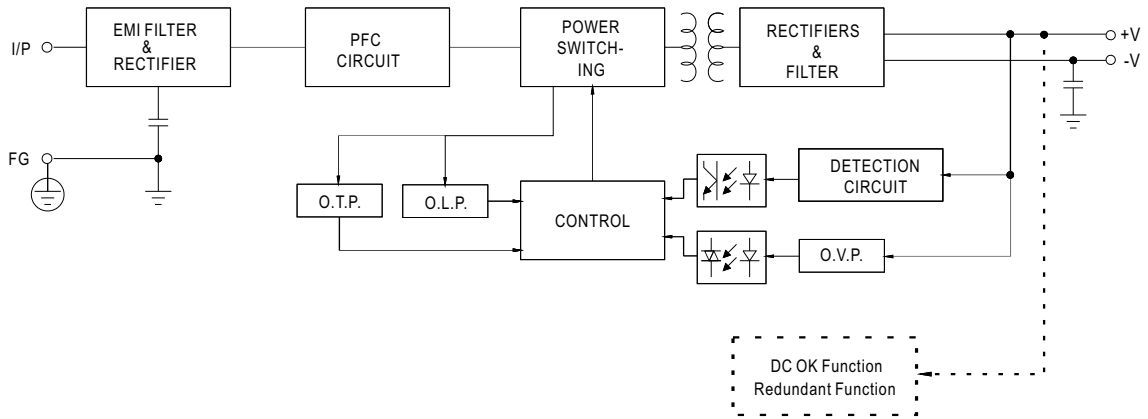 I/P
EMI FILTER
&
RECTIFIER
PFC
CIRCUIT
POWER
SWITCH-
ING
RECTIFIERS
&
FILTER
+V
-V
FG
O.T.P.
O.L.P.
CONTROL
DETECTION
CIRCUIT
O.V.P.
DC OK Function
Redundant Function